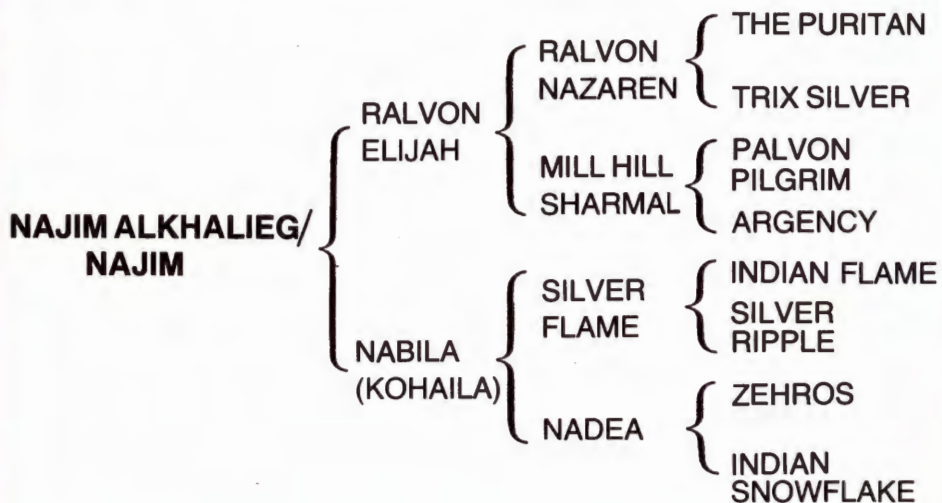 NAJIM ALKHALIEG/
NAJIM
RALVON
ELIJAH
NABILA
(KOHAILA)
RALVON
NAZAREN
MILL HILL
SHARMAL
SILVER
FLAME
NADEA
THE PURITAN
TRIX SILVER
PALVON
PILGRIM
ARGENCY
INDIAN FLAME
SILVER
RIPPLE
ZEHROS
INDIAN
SNOWFLAKE